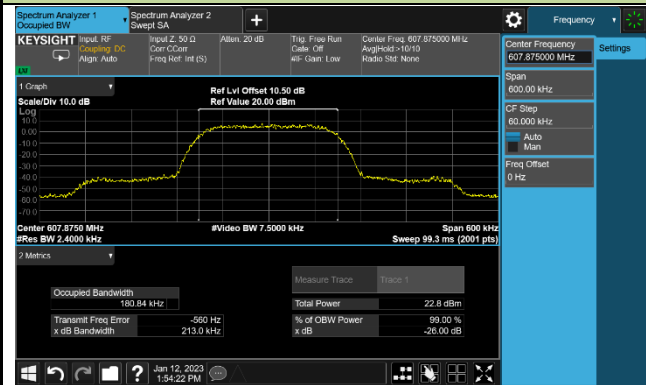 Spectrum Analyzer 1
Occupied BW
Spectrum Analyzer 2
Swept SA
+
Frequency
KEYSIGHT
Input: RF
Coupling: DC
Align: Auto
Input Z: 50 Ω
Corr CCorr
Freq Ref: Int (S)
Atten: 20 dB
Trig: Free Run
Gate: Off
#IF Gain: Low
Center Freq: 607.875000 MHz
Avg|Hold:>10/10
Radio Std: None
LXI
Center Frequency
607.875000 MHz
Settings
Span
600.00 kHz
CF Step
60.000 kHz
Auto
Man
Freq Offset
0 Hz
1 Graph
Scale/Div 10.0 dB
Ref Lvl Offset 10.50 dB
Ref Value 20.00 dBm
Log
10.0
0.00
-10.0
-20.0
-30.0
-40.0
-50.0
-60.0
-70.0
Center 607.8750 MHz
#Video BW 7.5000 kHz
Span 600 kHz
#Res BW 2.4000 kHz
Sweep 99.3 ms (2001 pts)
2 Metrics
Measure Trace
Trace 1
Occupied Bandwidth
180.84 kHz
Total Power
22.8 dBm
Transmit Freq Error
-560 Hz
% of OBW Power
99.00 %
x dB Bandwidth
213.0 kHz
x dB
-26.00 dB
?
Jan 12, 2023
1:54:22 PM